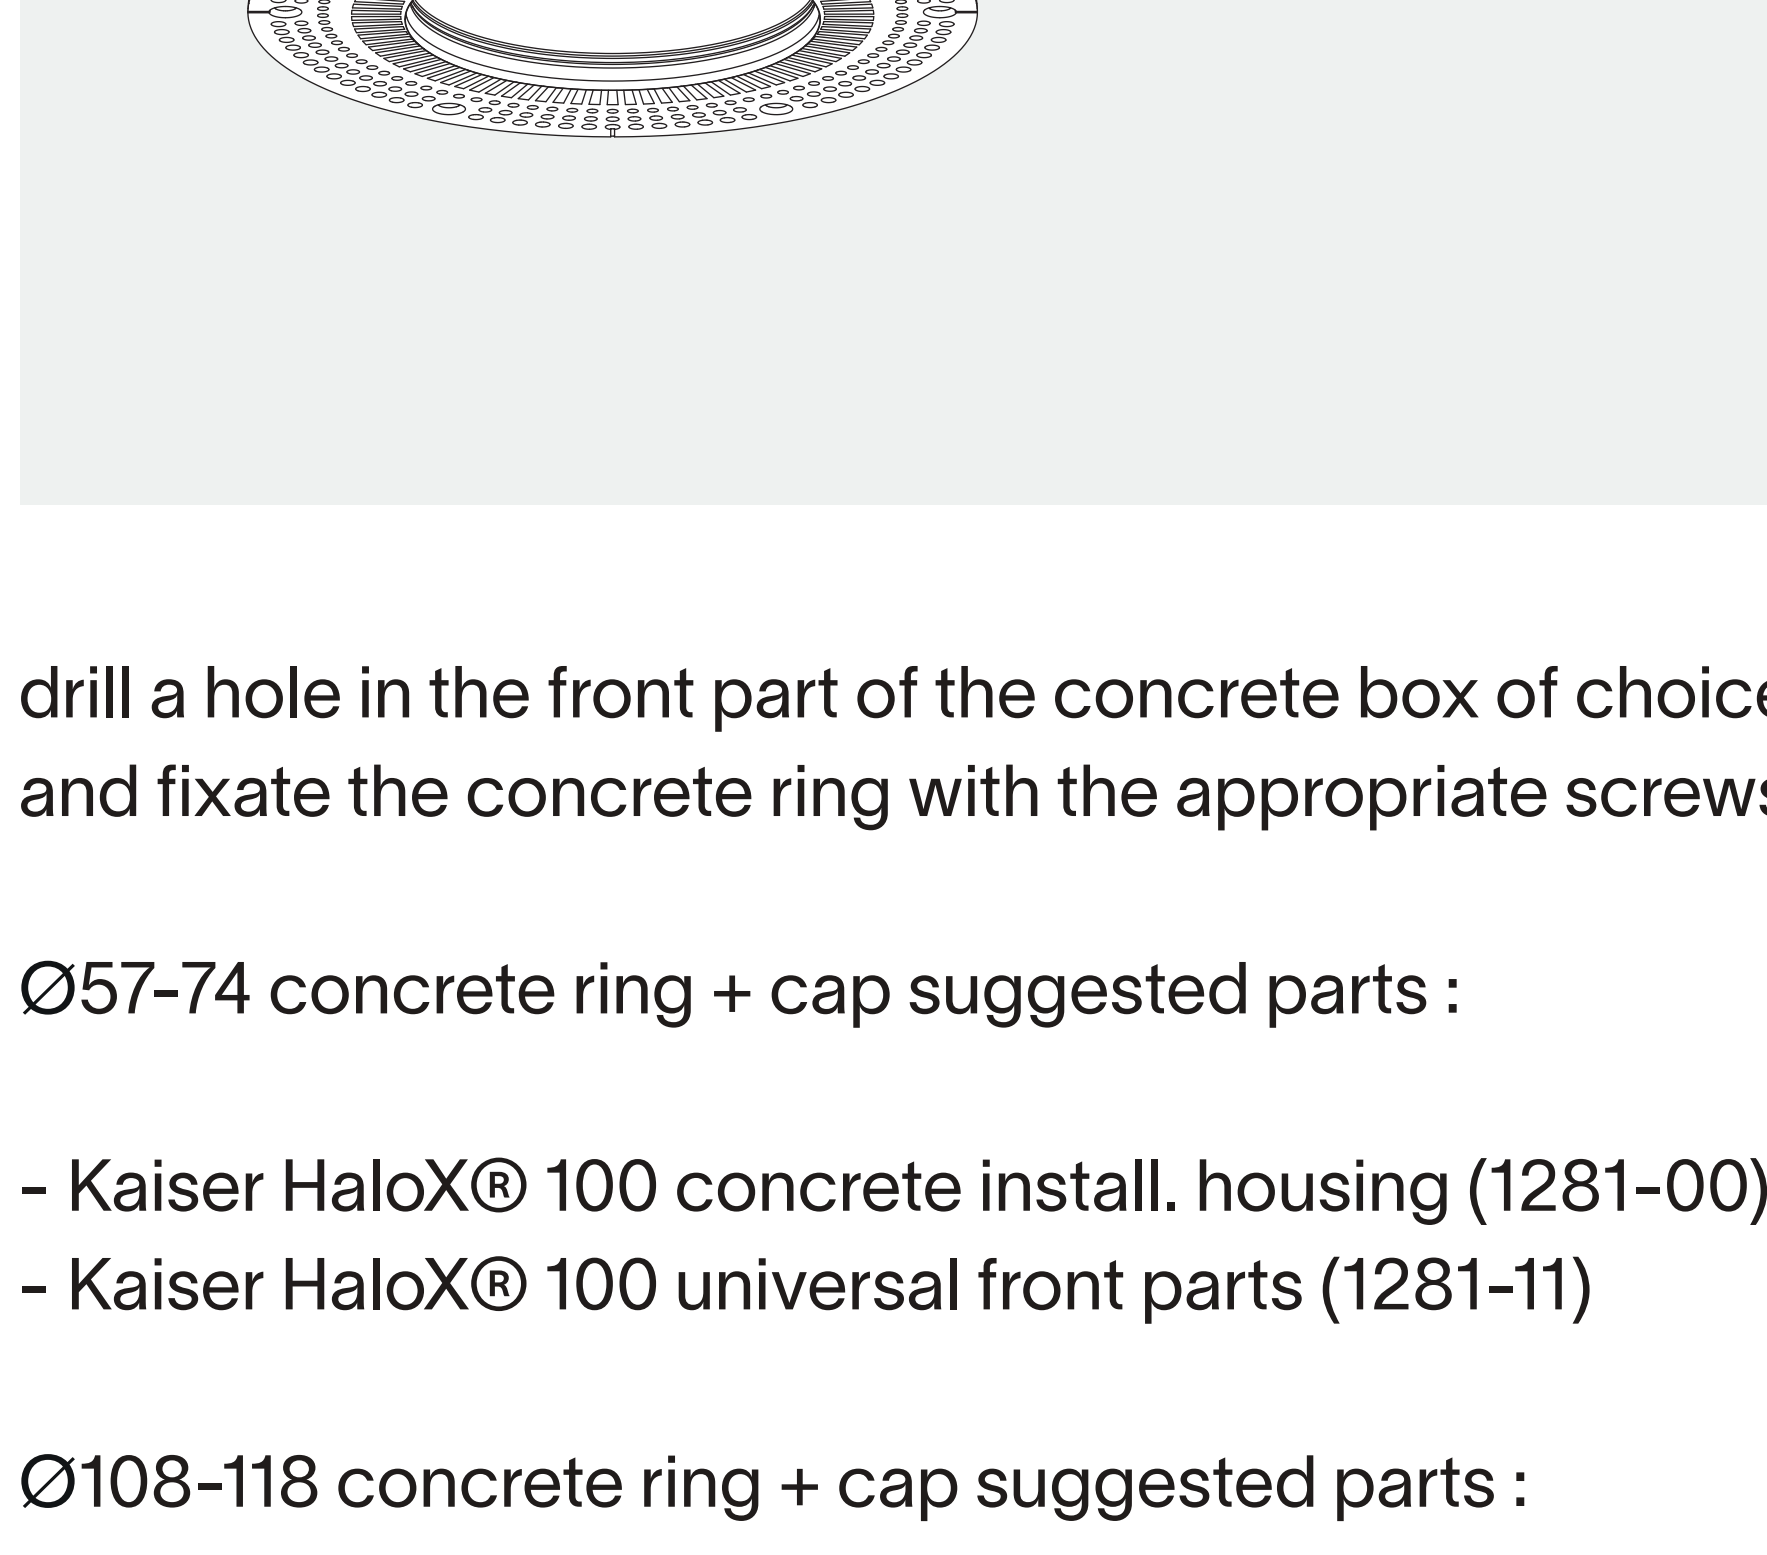 drill a hole in the front part of the concrete box of choice
and fixate the concrete ring with the appropriate screws
Ø57-74 concrete ring + cap suggested parts :
- Kaiser HaloX® 100 concrete install. housing (1281-00)
- Kaiser HaloX® 100 universal front parts (1281-11)
Ø108-118 concrete ring + cap suggested parts :